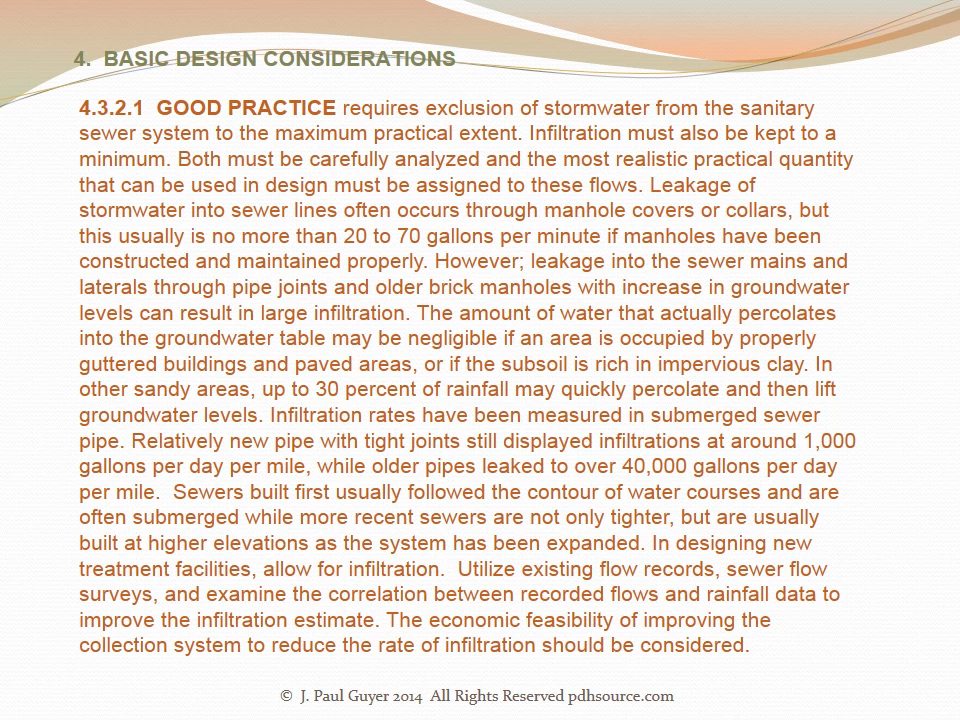 4.  BASIC DESIGN CONSIDERATIONS
4.3.2.1  GOOD PRACTICE requires exclusion of stormwater from the sanitary
sewer system to the maximum practical extent. Infiltration must also be kept to a
minimum. Both must be carefully analyzed and the most realistic practical quantity
that can be used in design must be assigned to these flows. Leakage of
stormwater into sewer lines often occurs through manhole covers or collars, but
this usually is no more than 20 to 70 gallons per minute if manholes have been
constructed and maintained properly. However; leakage into the sewer mains and
laterals through pipe joints and older brick manholes with increase in groundwater
levels can result in large infiltration. The amount of water that actually percolates
into the groundwater table may be negligible if an area is occupied by properly
guttered buildings and paved areas, or if the subsoil is rich in impervious clay. In
other sandy areas, up to 30 percent of rainfall may quickly percolate and then lift
groundwater levels. Infiltration rates have been measured in submerged sewer
pipe. Relatively new pipe with tight joints still displayed infiltrations at around 1,000
gallons per day per mile, while older pipes leaked to over 40,000 gallons per day
per mile.  Sewers built first usually followed the contour of water courses and are
often submerged while more recent sewers are not only tighter, but are usually
built at higher elevations as the system has been expanded. In designing new
treatment facilities, allow for infiltration.  Utilize existing flow records, sewer flow
surveys, and examine the correlation between recorded flows and rainfall data to
improve the infiltration estimate. The economic feasibility of improving the
collection system to reduce the rate of infiltration should be considered.
©  J. Paul Guyer 2014  All Rights Reserved pdhsource.com